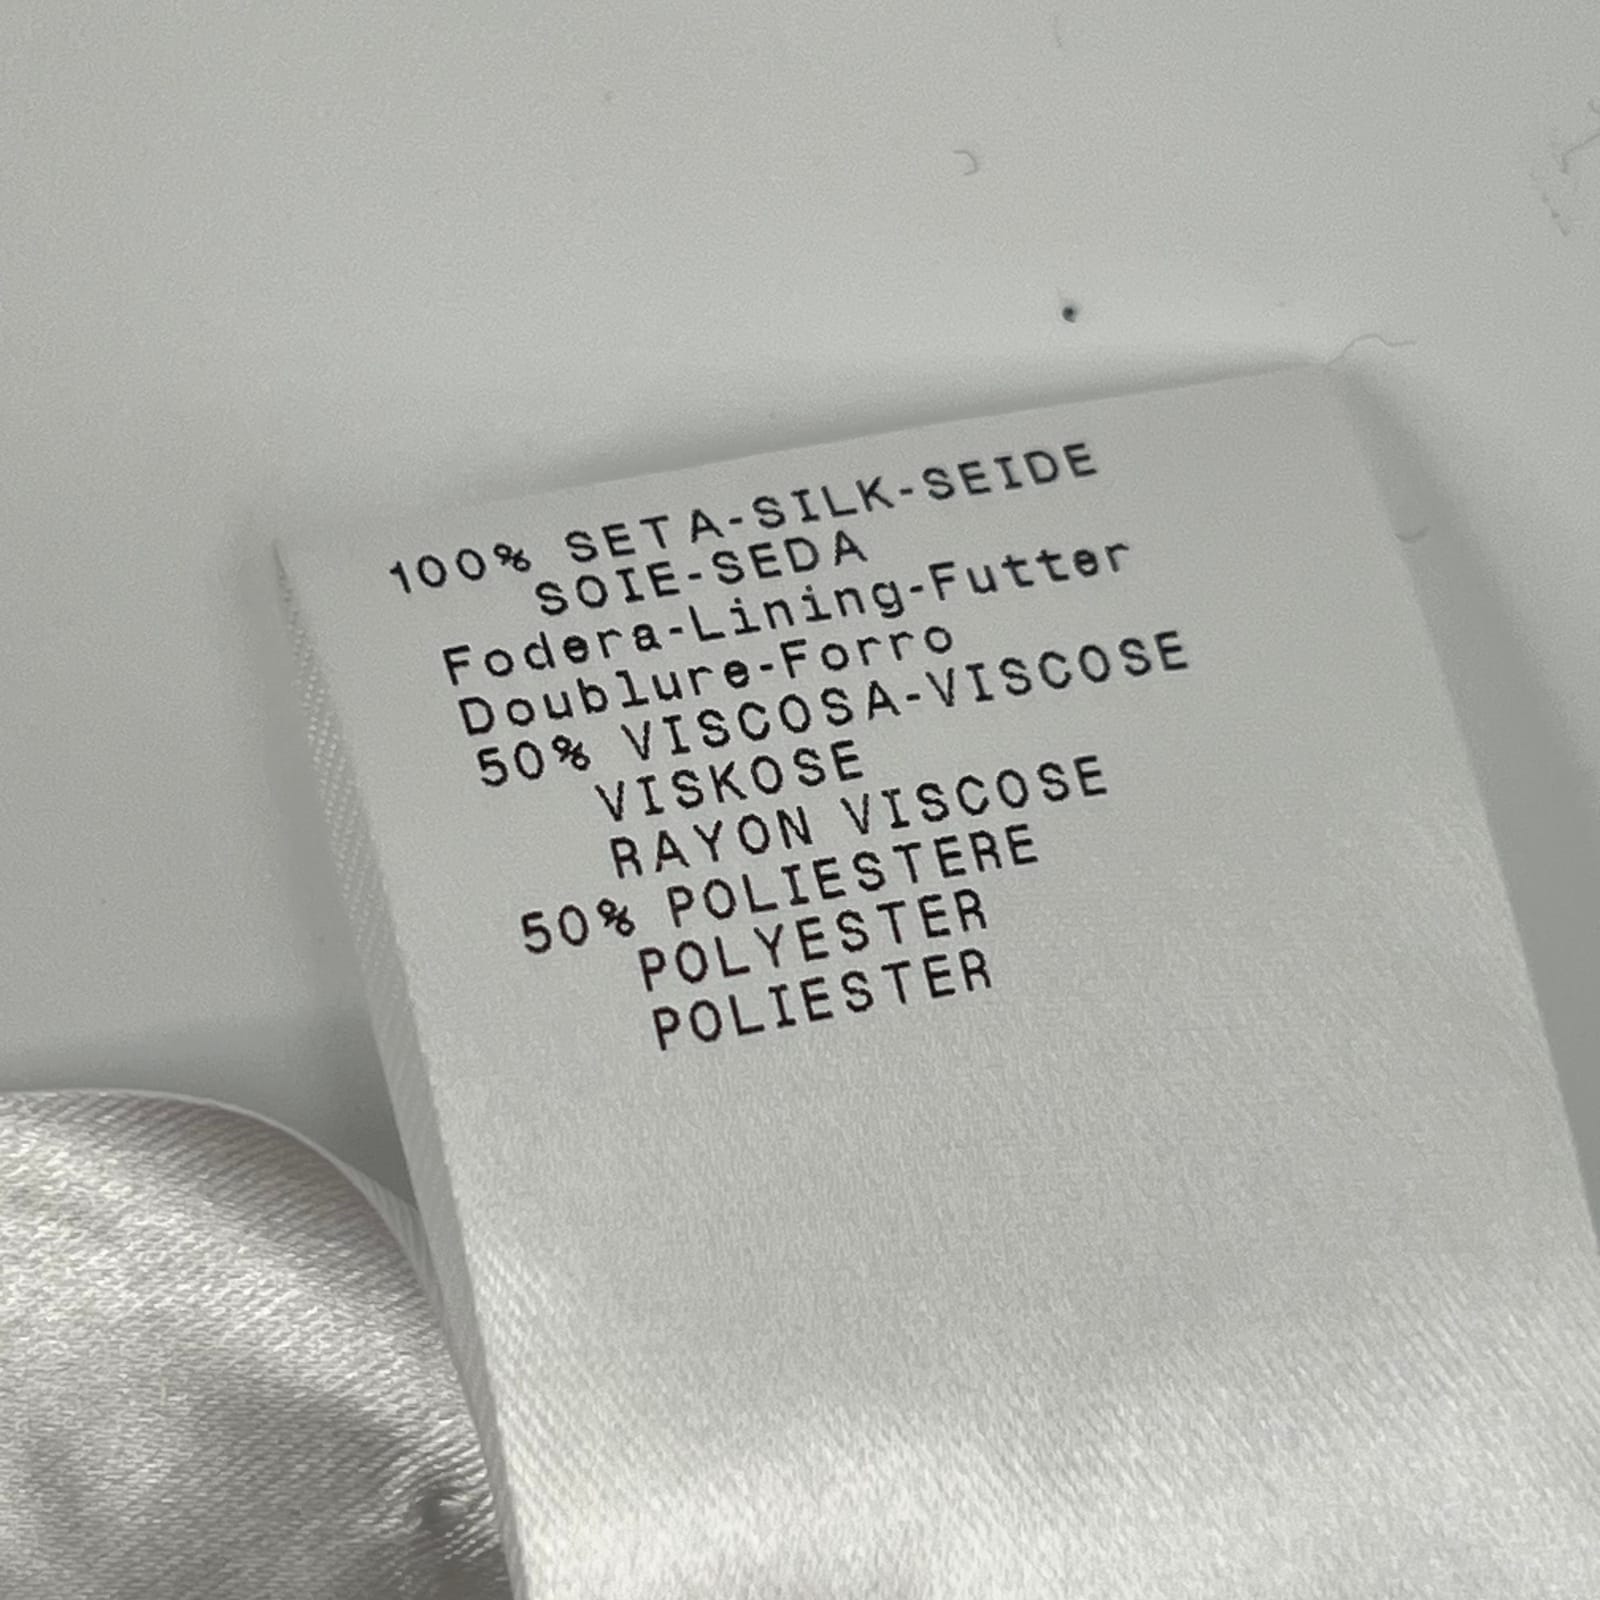 100% SETA-SILK-SEIDE
SOIE-SEDA
Fodera-Lining-Futter
Doublure-Forro
50% VISCOSA-VISCOSE
VISKOSE
RAYON VISCOSE
50% POLIESTERE
POLYESTER
POLIESTER